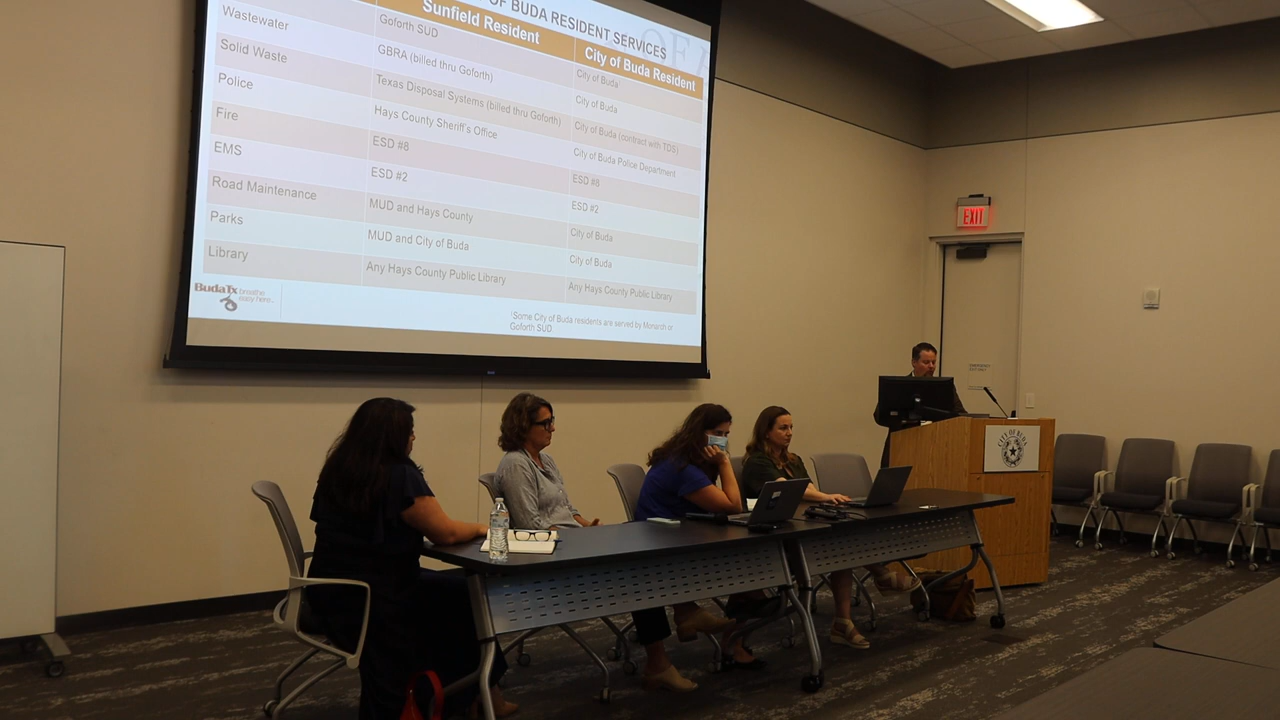 OF BUDA RESIDENT SERVICES
Sunfield Resident City of Buda Resident
Goforth SUD City of Buda¹
Wastewater GBRA (billed thru Goforth) City of Buda
Solid Waste Texas Disposal Systems (billed thru Goforth) City of Buda (contract with TDS)
Police Hays County Sheriff's Office City of Buda Police Department
Fire ESD #8 ESD #8
EMS ESD #2 ESD #2
Road Maintenance MUD and Hays County City of Buda
Parks MUD and City of Buda City of Buda
Library Any Hays County Public Library Any Hays County Public Library
Buda Tx breathe
easy here.
¹Some City of Buda residents are served by Monarch or
Goforth SUD
EXIT
CITY OF BUDA